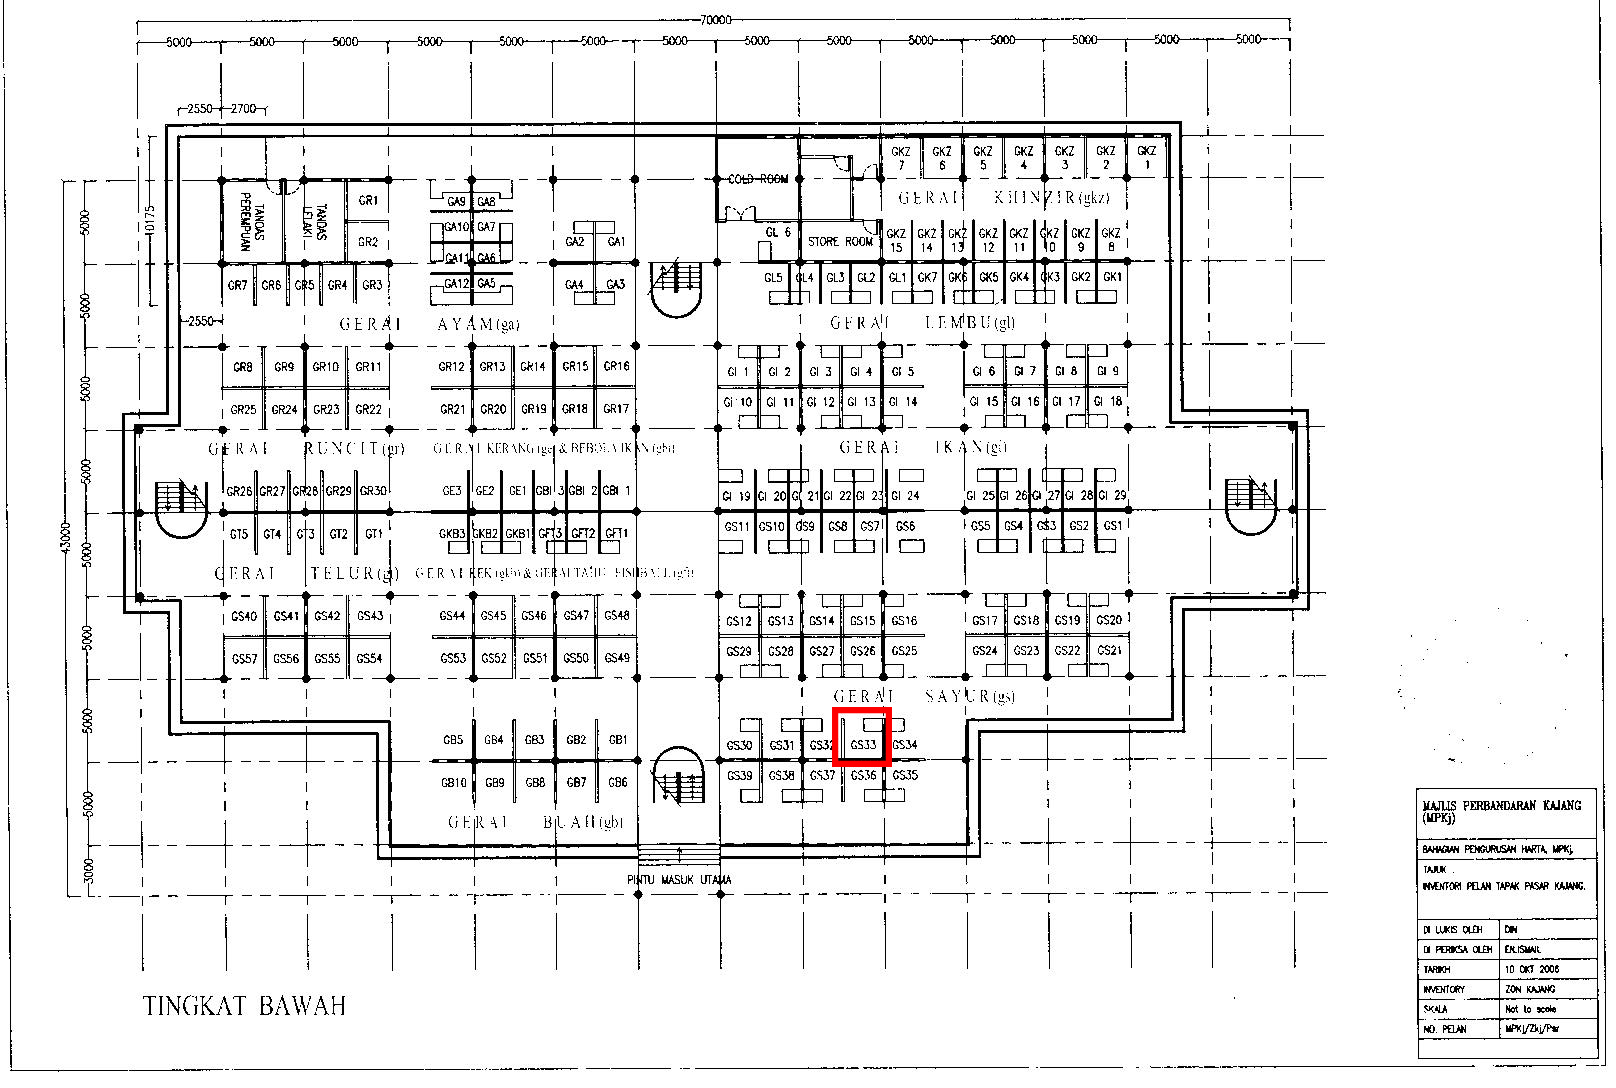 70000
5000 5000 5000 5000 5000 5000 5000 5000 5000 5000 5000 5000 5000 5000
2550 2700
GKZ 7 GKZ 6 GKZ 5 GKZ 4 GKZ 3 GKZ 2 GKZ 1
COLD ROOM
GERAI KHINZIR(gkz)
TANDAS PEREMPUAN
TANDAS LELAKI
GR1
GR2
GA9 GA8
GA10 GA7
GA11 GA6
GA12 GA5
GA2 GA1
GA4 GA3
GL 6
STORE ROOM
GKZ 15 GKZ 14 GKZ 13 GKZ 12 GKZ 11 GKZ 10 GKZ 9 GKZ 8
GR7 GR6 GR5 GR4 GR3
GL5 GL4 GL3 GL2 GL1 GK7 GK6 GK5 GK4 GK3 GK2 GK1
10175
2550
GERAI AYAM(ga)
GERAI LEMBU(gl)
GR8 GR9 GR10 GR11 GR12 GR13 GR14 GR15 GR16
GI 1 GI 2 GI 3 GI 4 GI 5 GI 6 GI 7 GI 8 GI 9
GR25 GR24 GR23 GR22 GR21 GR20 GR19 GR18 GR17
GI 10 GI 11 GI 12 GI 13 GI 14 GI 15 GI 16 GI 17 GI 18
GERAI RUNCIT(gr)
GERAI KERANG(ge) & BEBOLA IKAN(gbi)
GERAI IKAN(gi)
GR26 GR27 GR28 GR29 GR30 GE3 GE2 GE1 GBI 3 GBI 2 GBI 1
GI 19 GI 20 GI 21 GI 22 GI 23 GI 24 GI 25 GI 26 GI 27 GI 28 GI 29
GT5 GT4 GT3 GT2 GT1 GKB3 GKB2 GKB1 GFT3 GFT2 GFT1
GS11 GS10 GS9 GS8 GS7 GS6 GS5 GS4 GS3 GS2 GS1
GERAI TELUR(gt)
GERAI KEK(gkb) & GERAI TAHU FISHBALL(gft)
GS40 GS41 GS42 GS43 GS44 GS45 GS46 GS47 GS48
GS12 GS13 GS14 GS15 GS16 GS17 GS18 GS19 GS20
GS57 GS56 GS55 GS54 GS53 GS52 GS51 GS50 GS49
GS29 GS28 GS27 GS26 GS25 GS24 GS23 GS22 GS21
GERAI SAYUR(gs)
GB5 GB4 GB3 GB2 GB1
GS30 GS31 GS32 GS33 GS34
GB10 GB9 GB8 GB7 GB6
GS39 GS38 GS37 GS36 GS35
GERAI BUAH(gb)
PINTU MASUK UTAMA
43000
5000 5000 5000 5000 5000 5000 5000 5000 3000
TINGKAT BAWAH
MAJLIS PERBANDARAN KAJANG
(MPKj)
BAHAGIAN PENGURUSAN HARTA, MPKj.
TAJUK .
INVENTORI PELAN TAPAK PASAR KAJANG.
DI LUKIS OLEH DIN
DI PERIKSA OLEH EN.ISMAIL
TARIKH 10 OKT 2006
INVENTORY ZON KAJANG
SKALA Not to scale
NO. PELAN MPKj/Zkj/Psr